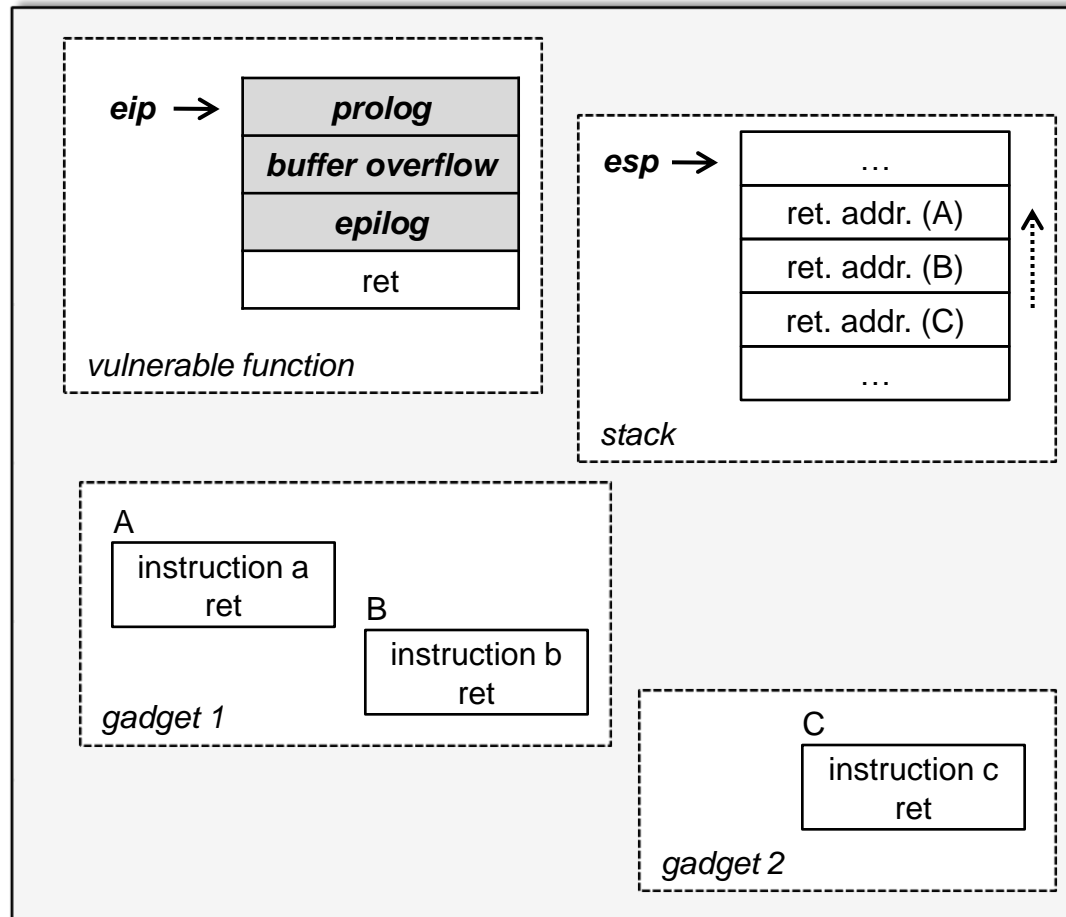 eip →
prolog
buffer overflow
epilog
ret
vulnerable function
esp →
…
ret. addr. (A)
ret. addr. (B)
ret. addr. (C)
…
stack
A
instruction a
ret
B
instruction b
ret
gadget 1
C
instruction c
ret
gadget 2